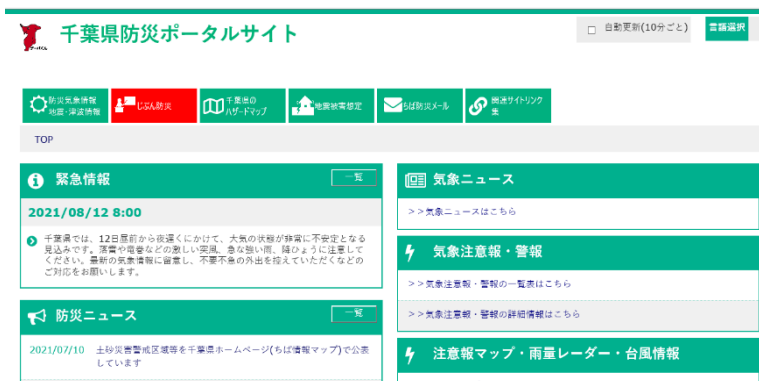 千葉県防災ポータルサイト
自動更新(10分ごと)
言語選択
防災気象情報
地震・津波情報
じぶん防災
千葉県の
ハザードマップ
地震被害想定
ちば防災メール
関連サイトリンク
集
TOP
緊急情報
一覧
2021/08/12 8:00
千葉県では、12日昼前から夜遅くにかけて、大気の状態が非常に不安定となる
見込みです。落雷や竜巻などの激しい突風、急な強い雨、降ひょうに注意して
ください。最新の気象情報に留意し、不要不急の外出を控えていただくなどの
ご対応をお願いします。
防災ニュース
一覧
2021/07/10 土砂災害警戒区域等を千葉県ホームページ(ちば情報マップ)で公表
しています
気象ニュース
>>気象ニュースはこちら
気象注意報・警報
>>気象注意報・警報の一覧表はこちら
>>気象注意報・警報の詳細情報はこちら
注意報マップ・雨量レーダー・台風情報